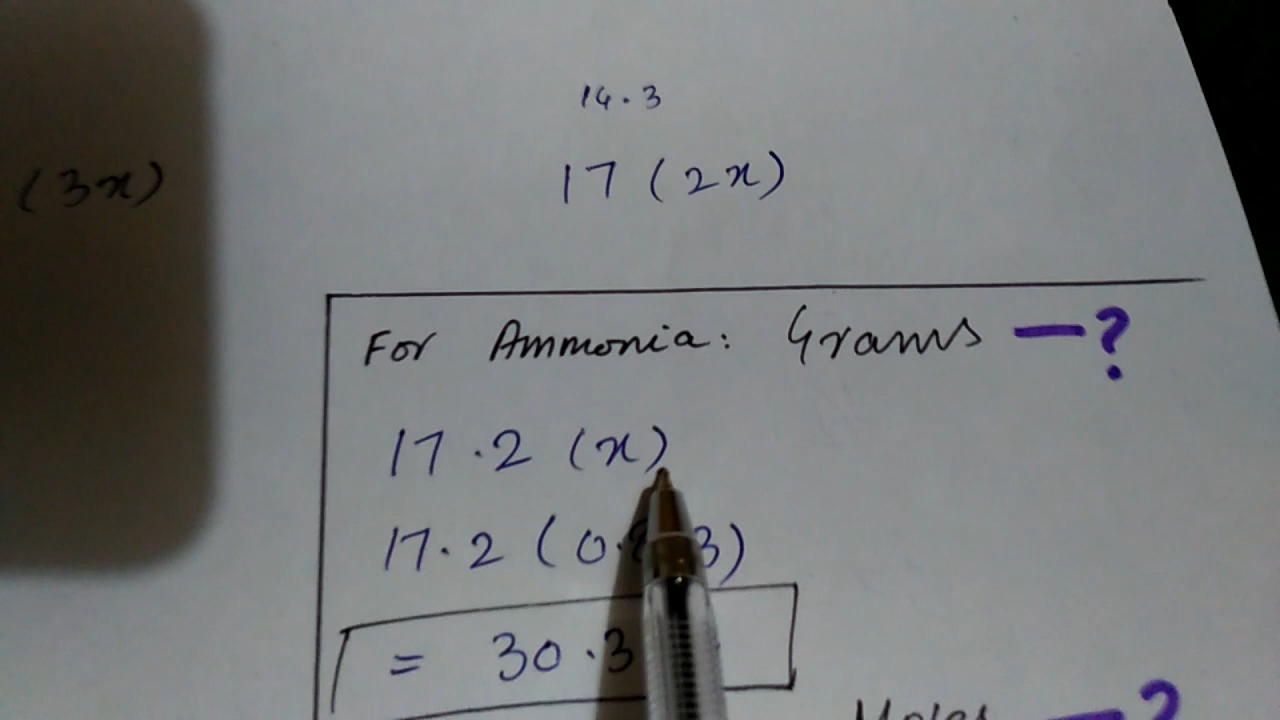 14.3
(3x) 17 (2x)
For Ammonia: Grams — ?
17.2 (x)
17.2 (0. 3)
= 30.3
— ?